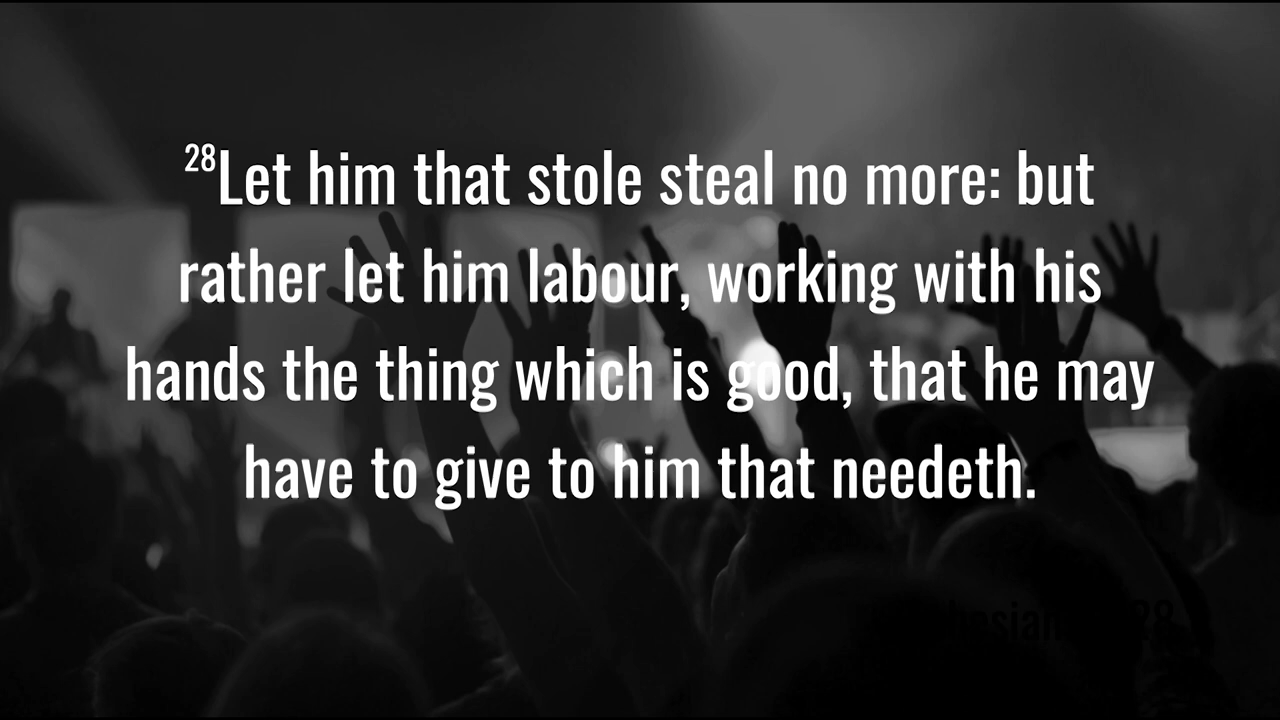 28Let him that stole steal no more: but
rather let him labour, working with his
hands the thing which is good, that he may
have to give to him that needeth.